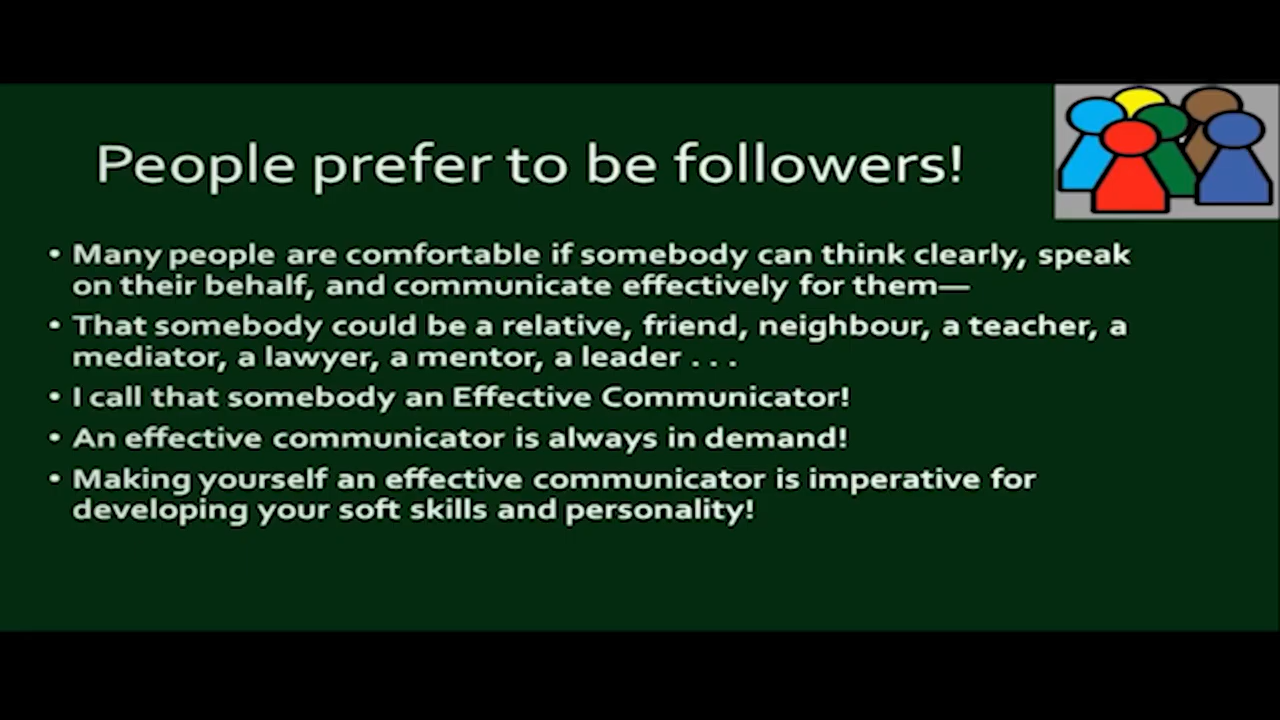 People prefer to be followers!
• Many people are comfortable if somebody can think clearly, speak
on their behalf, and communicate effectively for them—
• That somebody could be a relative, friend, neighbour, a teacher, a
mediator, a lawyer, a mentor, a leader . . .
• I call that somebody an Effective Communicator!
• An effective communicator is always in demand!
• Making yourself an effective communicator is imperative for
developing your soft skills and personality!